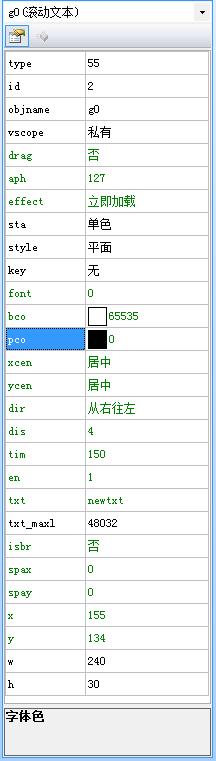 g0(滚动文本)
type 55
id 2
objname g0
vscope 私有
drag 否
aph 127
effect 立即加载
sta 单色
style 平面
key 无
font 0
bco 65535
pco 0
xcen 居中
ycen 居中
dir 从右往左
dis 4
tim 150
en 1
txt newtxt
txt_maxl 48032
isbr 否
spax 0
spay 0
x 155
y 134
w 240
h 30
字体色